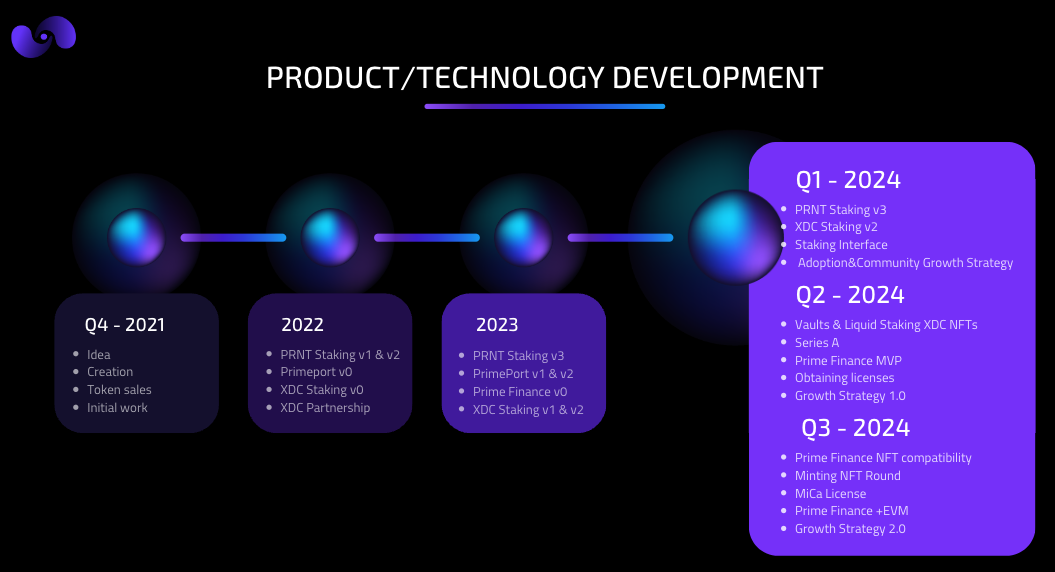 PRODUCT/TECHNOLOGY DEVELOPMENT
Q4 - 2021
Idea
Creation
Token sales
Initial work
2022
PRNT Staking v1 & v2
Primeport v0
XDC Staking v0
XDC Partnership
2023
PRNT Staking v3
PrimePort v1 & v2
Prime Finance v0
XDC Staking v1 & v2
Q1 - 2024
PRNT Staking v3
XDC Staking v2
Staking Interface
Adoption&Community Growth Strategy
Q2 - 2024
Vaults & Liquid Staking XDC NFTs
Series A
Prime Finance MVP
Obtaining licenses
Growth Strategy 1.0
Q3 - 2024
Prime Finance NFT compatibility
Minting NFT Round
MiCa License
Prime Finance +EVM
Growth Strategy 2.0